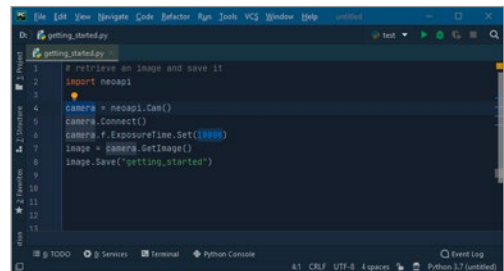 File Edit View Navigate Code Refactor Run Tools VCS Window Help untitled
D: getting_started.py test
getting_started.py
1: Project
Z: Structure
2: Favorites
1 # retrieve an image and save it
2 import neoapi
3
4 camera = neoapi.Cam()
5 camera.Connect()
6 camera.f.ExposureTime.Set(10000)
7 image = camera.GetImage()
8 image.Save("getting_started")
9
10
11
12
13
6: TODO 8: Services Terminal Python Console Event Log
4:1 CRLF UTF-8 4 spaces Python 3.7 (untitled)